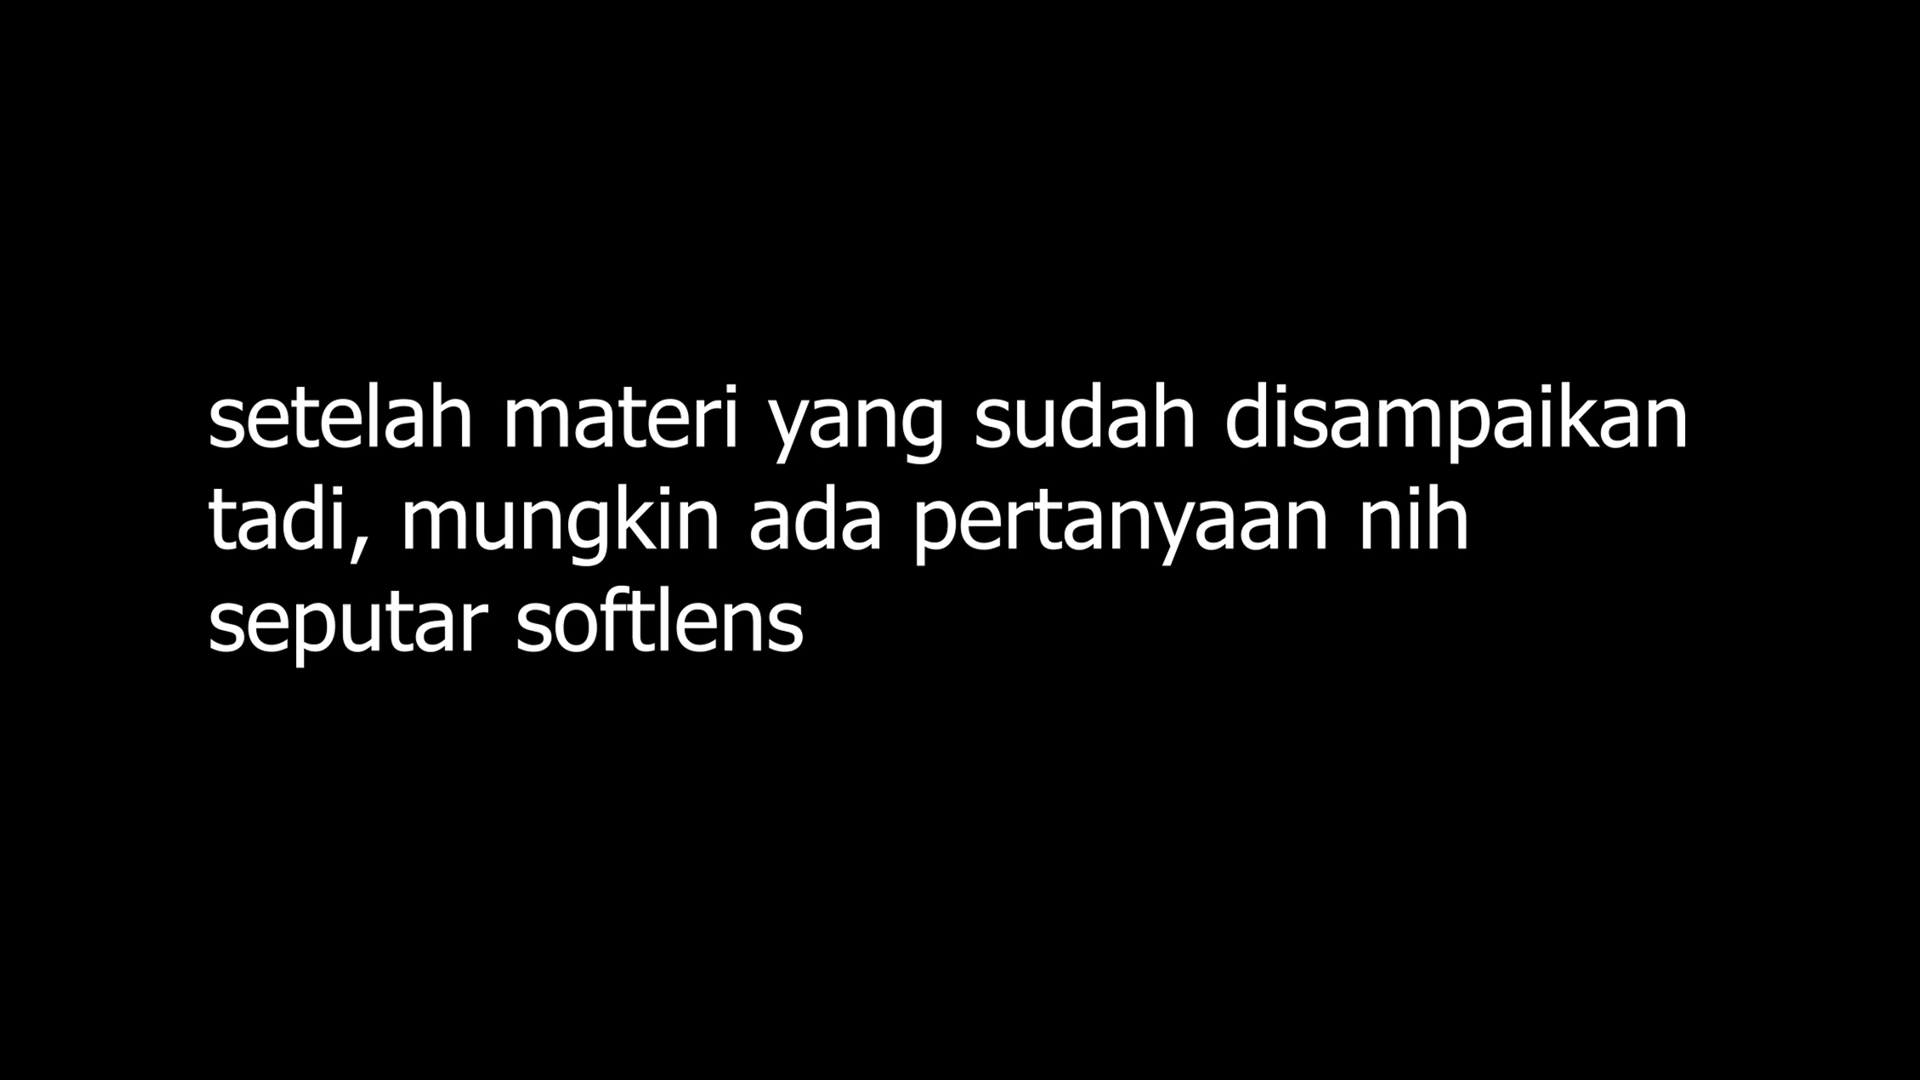 setelah materi yang sudah disampaikan
tadi, mungkin ada pertanyaan nih
seputar softlens